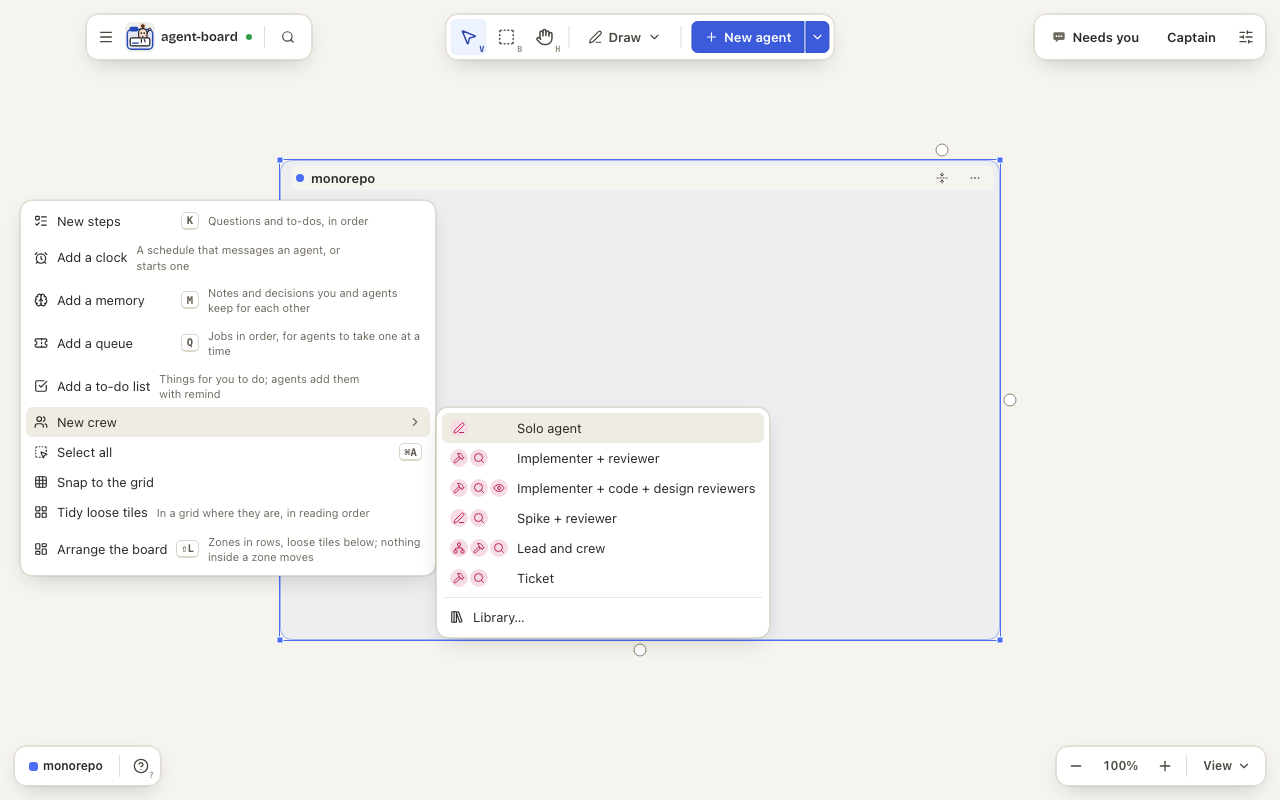 agent-board
V
B
H
Draw
New agent
Needs you
Captain
monorepo
New steps K Questions and to-dos, in order
Add a clock A schedule that messages an agent, or
starts one
Add a memory M Notes and decisions you and agents
keep for each other
Add a queue Q Jobs in order, for agents to take one at a
time
Add a to-do list Things for you to do; agents add them
with remind
New crew
Select all ⌘A
Snap to the grid
Tidy loose tiles In a grid where they are, in reading order
Arrange the board ⇧L Zones in rows, loose tiles below; nothing
inside a zone moves
Solo agent
Implementer + reviewer
Implementer + code + design reviewers
Spike + reviewer
Lead and crew
Ticket
Library...
monorepo
?
100%
View